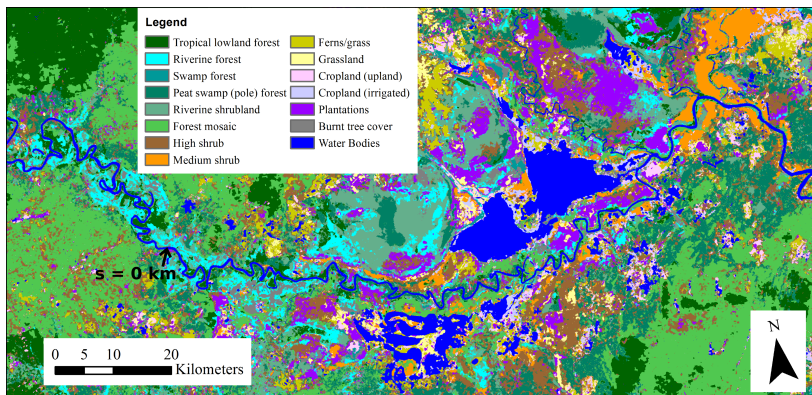 Legend
Tropical lowland forest
Riverine forest
Swamp forest
Peat swamp (pole) forest
Riverine shrubland
Forest mosaic
High shrub
Medium shrub
Ferns/grass
Grassland
Cropland (upland)
Cropland (irrigated)
Plantations
Burnt tree cover
Water Bodies
s = 0 km
0 5 10 20
Kilometers
N